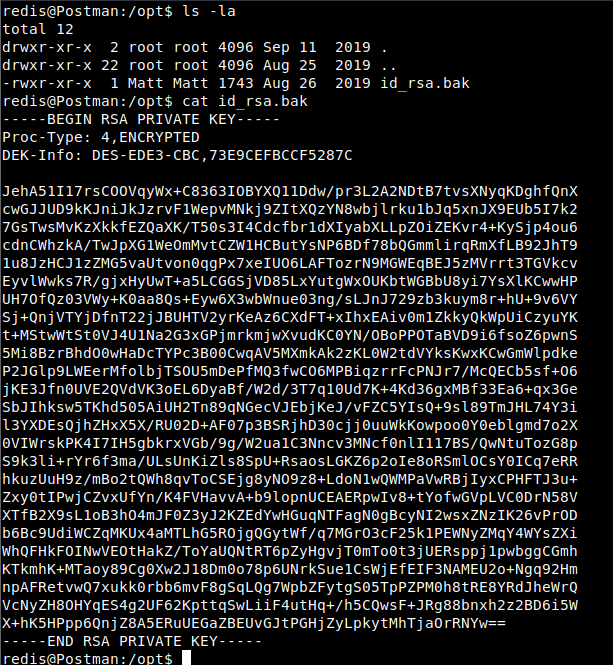 redis@Postman:/opt$ ls -la
total 12
drwxr-xr-x  2 root root 4096 Sep 11  2019 .
drwxr-xr-x 22 root root 4096 Aug 25  2019 ..
-rwxr-xr-x  1 Matt Matt 1743 Aug 26  2019 id_rsa.bak
redis@Postman:/opt$ cat id_rsa.bak
-----BEGIN RSA PRIVATE KEY-----
Proc-Type: 4,ENCRYPTED
DEK-Info: DES-EDE3-CBC,73E9CEFBCCF5287C

JehA51I17rsCOOVqyWx+C8363IOBYXQ11Ddw/pr3L2A2NDtB7tvsXNyqKDghfQnX
cwGJJUD9kKJniJkJzrvF1WepvMNkj9ZItXQzYN8wbjlrku1bJq5xnJX9EUb5I7k2
7GsTwsMvKzXkkfEZQaXK/T50s3I4Cdcfbr1dXIyabXLLpZOiZEKvr4+KySjp4ou6
cdnCWhzkA/TwJpXG1WeOmMvtCZW1HCButYsNP6BDf78bQGmmlirqRmXfLB92JhT9
1u8JzHCJ1zZMG5vaUtvon0qgPx7xeIUO6LAFTozrN9MGWEqBEJ5zMVrrt3TGVkcv
EyvlWwks7R/gjxHyUwT+a5LCGGSjVD85LxYutgWxOUKbtWGBbU8yi7YsXlKCwwHP
UH7OfQz03VWy+K0aa8Qs+Eyw6X3wbWnue03ng/sLJnJ729zb3kuym8r+hU+9v6VY
Sj+QnjVTYjDfnT22jJBUHTV2yrKeAz6CXdFT+xIhxEAiv0m1ZkkyQkWpUiCzyuYK
t+MStwWtSt0VJ4U1Na2G3xGPjmrkmjwXvudKC0YN/OBoPPOTaBVD9i6fsoZ6pwnS
5Mi8BzrBhdO0wHaDcTYPc3B00CwqAV5MXmkAk2zKL0W2tdVYksKwxKCwGmWlpdke
P2JGlp9LWEerMfolbjTSOU5mDePfMQ3fwCO6MPBiqzrrFcPNJr7/McQECb5sf+O6
jKE3Jfn0UVE2QVdVK3oEL6DyaBf/W2d/3T7q10Ud7K+4Kd36gxMBf33Ea6+qx3Ge
SbJIhksw5TKhd505AiUH2Tn89qNGecVJEbjKeJ/vFZC5YIsQ+9sl89TmJHL74Y3i
l3YXDEsQjhZHxX5X/RU02D+AF07p3BSRjhD30cjj0uuWkKowpoo0Y0eblgmd7o2X
0VIWrskPK4I7IH5gbkrxVGb/9g/W2ua1C3Nncv3MNcf0nlI117BS/QwNtuTozG8p
S9k3li+rYr6f3ma/ULsUnKiZls8SpU+RsaosLGKZ6p2oIe8oRSmlOCsY0ICq7eRR
hkuzUuH9z/mBo2tQWh8qvToCSEjg8yNO9z8+LdoN1wQWMPaVwRBjIyxCPHFTJ3u+
Zxy0tIPwjCZvxUfYn/K4FVHavvA+b9lopnUCEAERpwIv8+tYofwGVpLVC0DrN58V
XTfB2X9sL1oB3hO4mJF0Z3yJ2KZEdYwHGuqNTFagN0gBcyNI2wsxZNzIK26vPrOD
b6Bc9UdiWCZqMKUx4aMTLhG5ROjgQGytWf/q7MGrO3cF25k1PEWNyZMqY4WYsZXi
WhQFHkFOINwVEOtHakZ/ToYaUQNtRT6pZyHgvjT0mTo0t3jUERsppj1pwbggCGmh
KTkmhK+MTaoy89Cg0Xw2J18Dm0o78p6UNrkSue1CsWjEfEIF3NAMEU2o+Ngq92Hm
npAFRetvwQ7xukk0rbb6mvF8gSqLQg7WpbZFytgS05TpPZPM0h8tRE8YRdJheWrQ
VcNyZH8OHYqES4g2UF62KpttqSwLiiF4utHq+/h5CQwsF+JRg88bnxh2z2BD6i5W
X+hK5HPpp6QnjZ8A5ERuUEGaZBEUvGJtPGHjZyLpkytMhTjaOrRNYw==
-----END RSA PRIVATE KEY-----
redis@Postman:/opt$